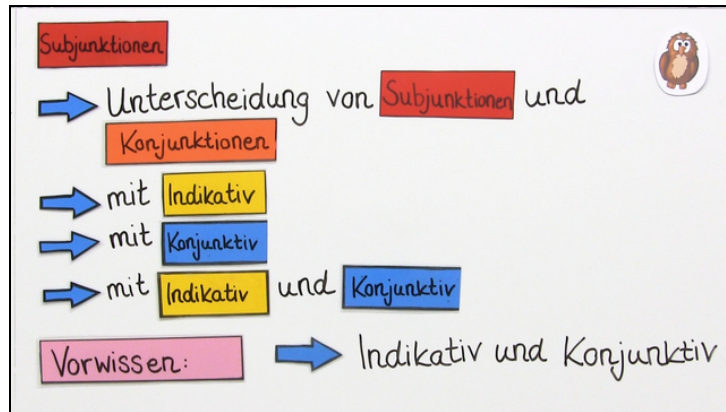 Subjunktionen
Unterscheidung von Subjunktionen und
Konjunktionen
mit Indikativ
mit Konjunktiv
mit Indikativ und Konjunktiv
Vorwissen: Indikativ und Konjunktiv